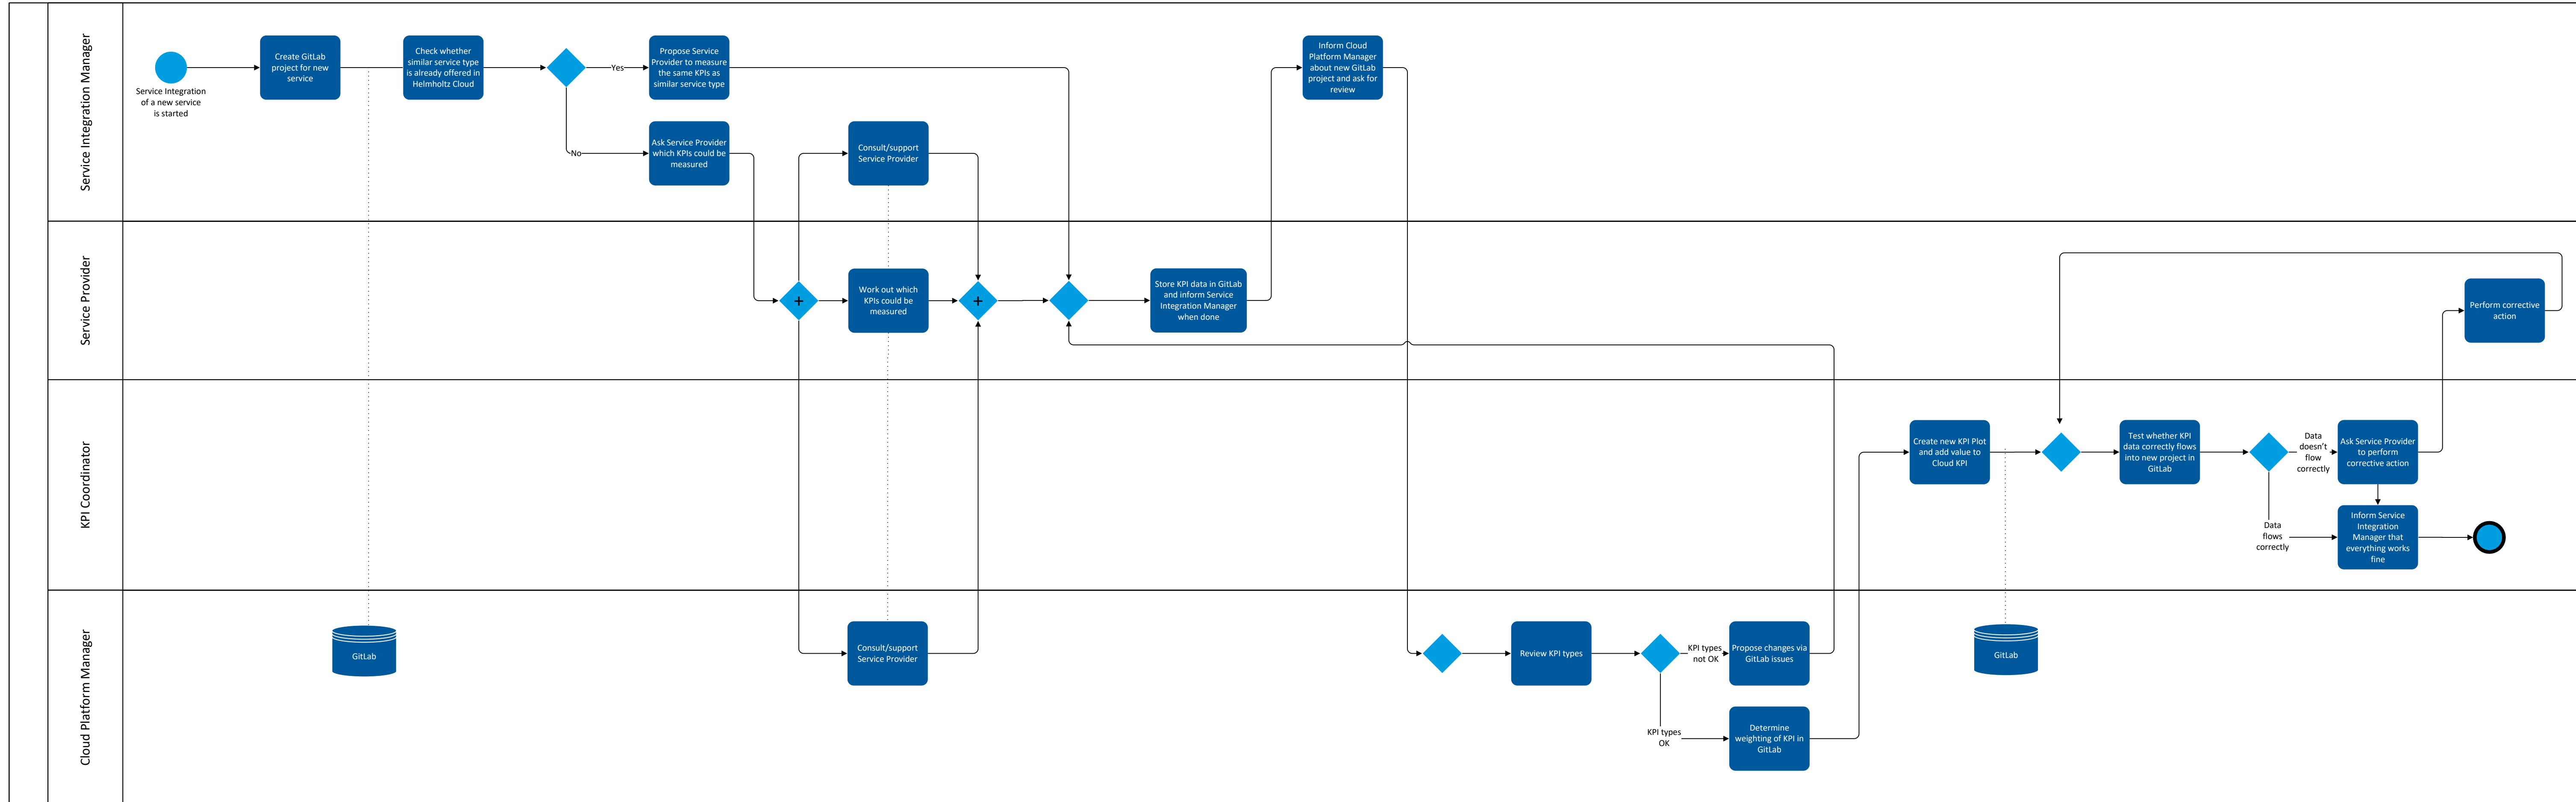 Service Integration Manager
Service Integration
of a new service
is started
Create GitLab
project for new
service
Check whether
similar service type
is already offered in
Helmholtz Cloud
Yes
No
Propose Service
Provider to measure
the same KPIs as
similar service type
Ask Service Provider
which KPIs could be
measured
Consult/support
Service Provider
Inform Cloud
Platform Manager
about new GitLab
project and ask for
review
Service Provider
Work out which
KPIs could be
measured
Store KPI data in GitLab
and inform Service
Integration Manager
when done
Perform corrective
action
KPI Coordinator
Create new KPI Plot
and add value to
Cloud KPI
Test whether KPI
data correctly flows
into new project in
GitLab
Data
doesn't
flow
correctly
Ask Service Provider
to perform
corrective action
Data
flows
correctly
Inform Service
Integration
Manager that
everything works
fine
Cloud Platform Manager
GitLab
Consult/support
Service Provider
Review KPI types
KPI types
not OK
Propose changes via
GitLab issues
KPI types
OK
Determine
weighting of KPI in
GitLab
GitLab